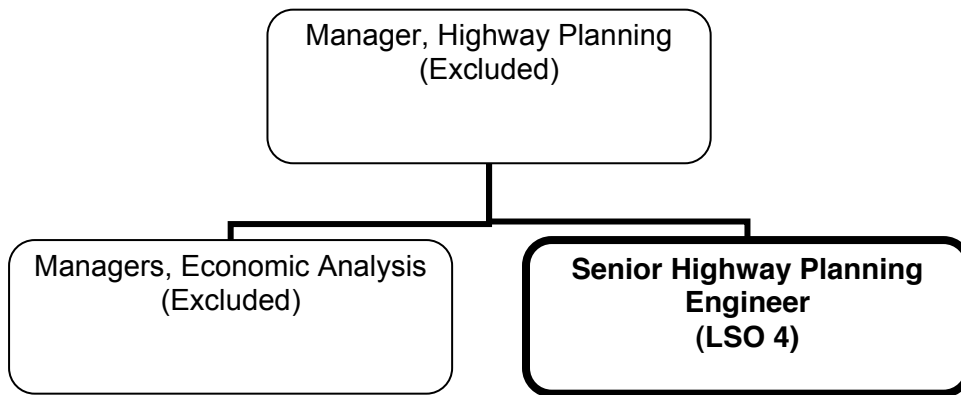 Manager, Highway Planning
(Excluded)
Managers, Economic Analysis
(Excluded)
Senior Highway Planning
Engineer
(LSO 4)